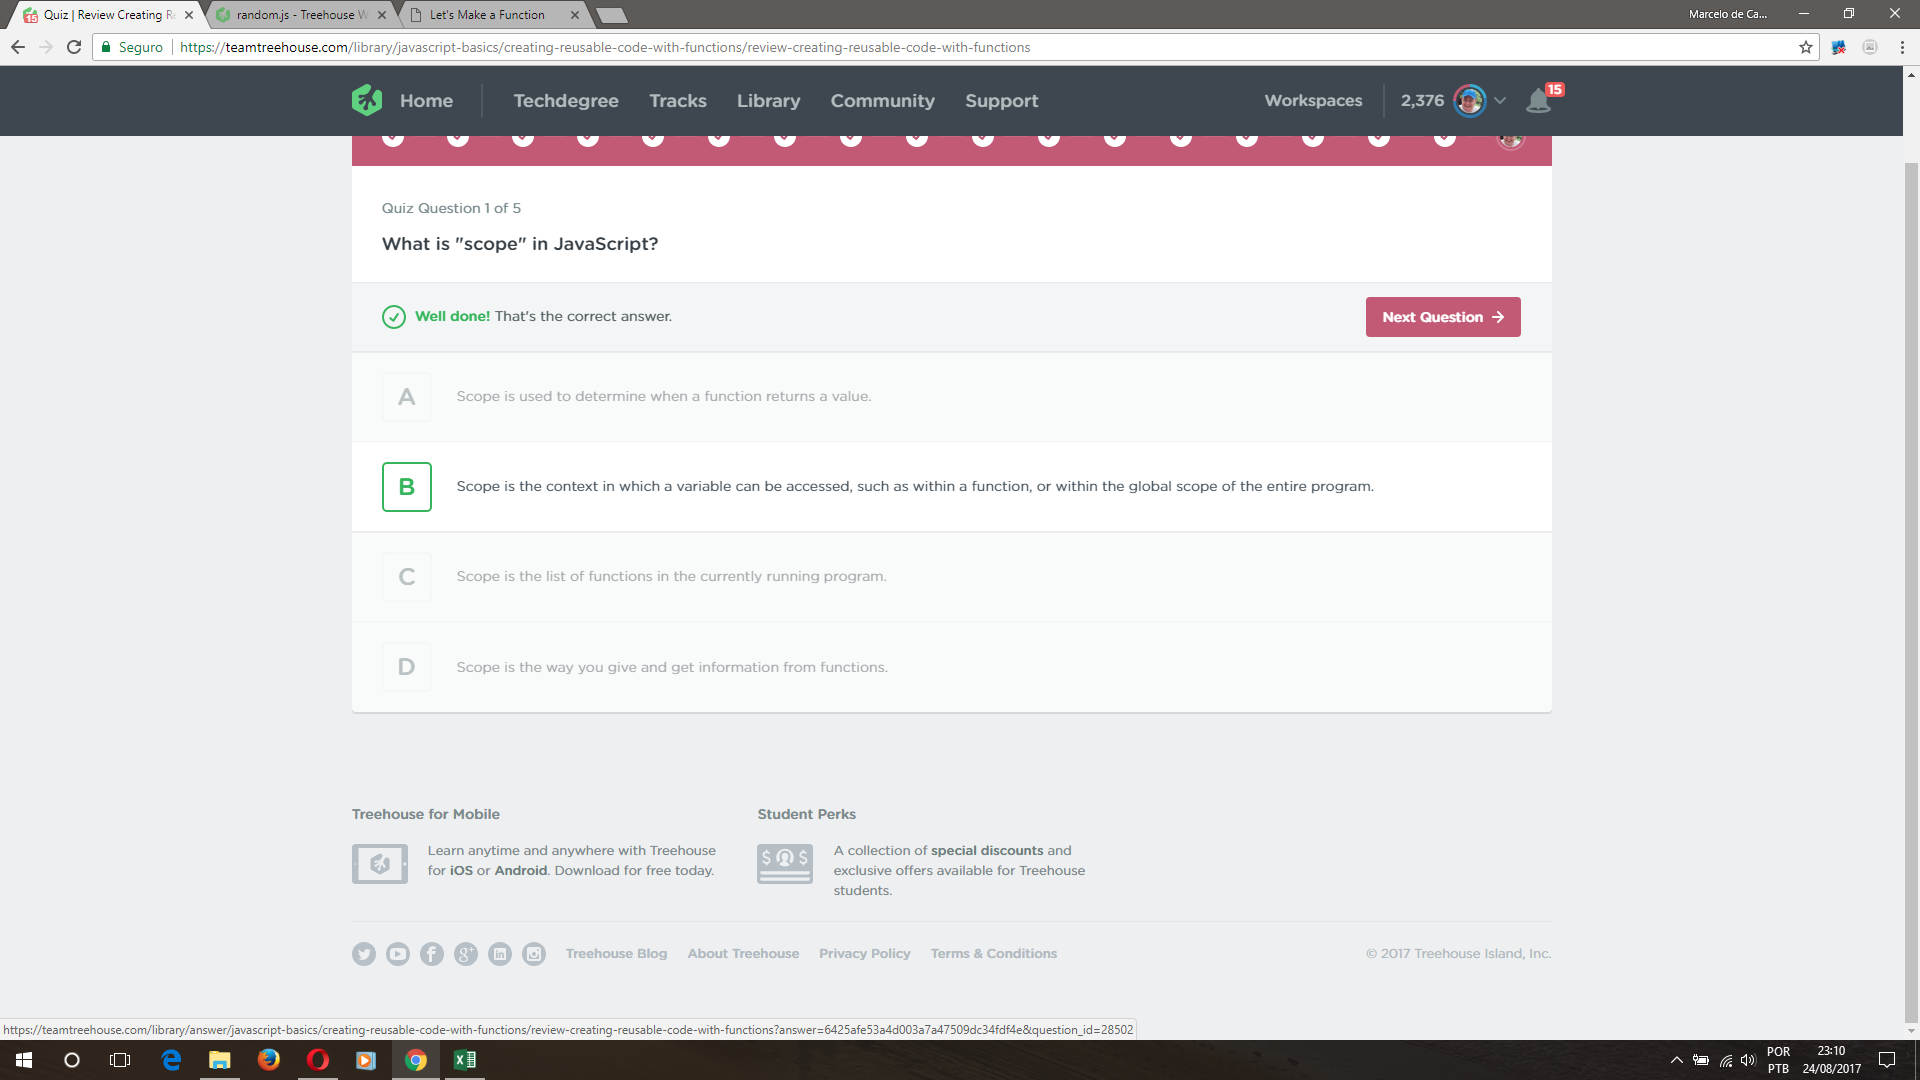 Quiz | Review Creating Re
random.js - Treehouse W
Let's Make a Function
Marcelo de Ca...
Seguro
https://teamtreehouse.com/library/javascript-basics/creating-reusable-code-with-functions/review-creating-reusable-code-with-functions
Home
Techdegree
Tracks
Library
Community
Support
Workspaces
2,376
15
Quiz Question 1 of 5
What is "scope" in JavaScript?
Well done! That's the correct answer.
Next Question
A
Scope is used to determine when a function returns a value.
B
Scope is the context in which a variable can be accessed, such as within a function, or within the global scope of the entire program.
C
Scope is the list of functions in the currently running program.
D
Scope is the way you give and get information from functions.
Treehouse for Mobile
Learn anytime and anywhere with Treehouse
for iOS or Android. Download for free today.
Student Perks
A collection of special discounts and
exclusive offers available for Treehouse
students.
Treehouse Blog
About Treehouse
Privacy Policy
Terms & Conditions
© 2017 Treehouse Island, Inc.
https://teamtreehouse.com/library/answer/javascript-basics/creating-reusable-code-with-functions/review-creating-reusable-code-with-functions?answer=6425afe53a4d003a7a47509dc34fdf4e&question_id=28502
POR
PTB
23:10
24/08/2017